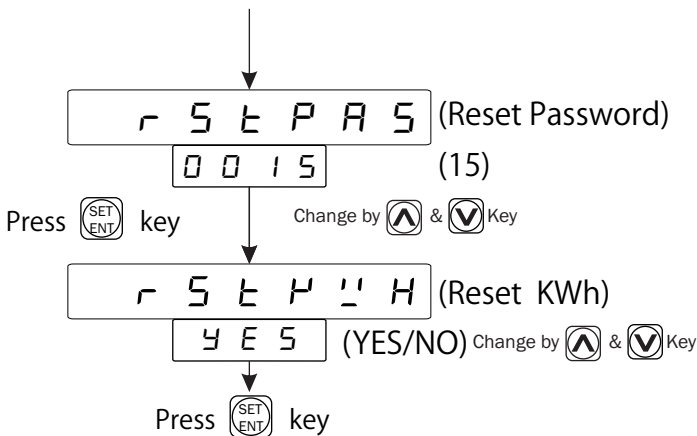 rStPAS (Reset Password)
0015 (15)
Press SET ENT key Change by & Key
rStKWH (Reset KWh)
YES (YES/NO) Change by & Key
Press SET ENT key